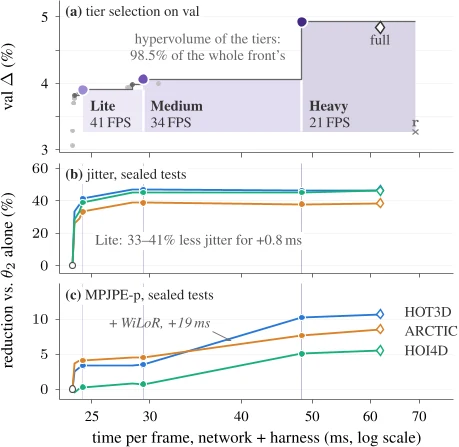 (a) tier selection on val
hypervolume of the tiers:
98.5% of the whole front's
full
Lite
41 FPS
Medium
34 FPS
Heavy
21 FPS
r
5
4
3
val Δ (%)
(b) jitter, sealed tests
60
40
20
0
Lite: 33–41% less jitter for +0.8 ms
reduction vs. θ2 alone (%)
(c) MPJPE-p, sealed tests
10
5
0
+ WiLoR, +19 ms
HOT3D
ARCTIC
HOI4D
25 30 40 50 60 70
time per frame, network + harness (ms, log scale)